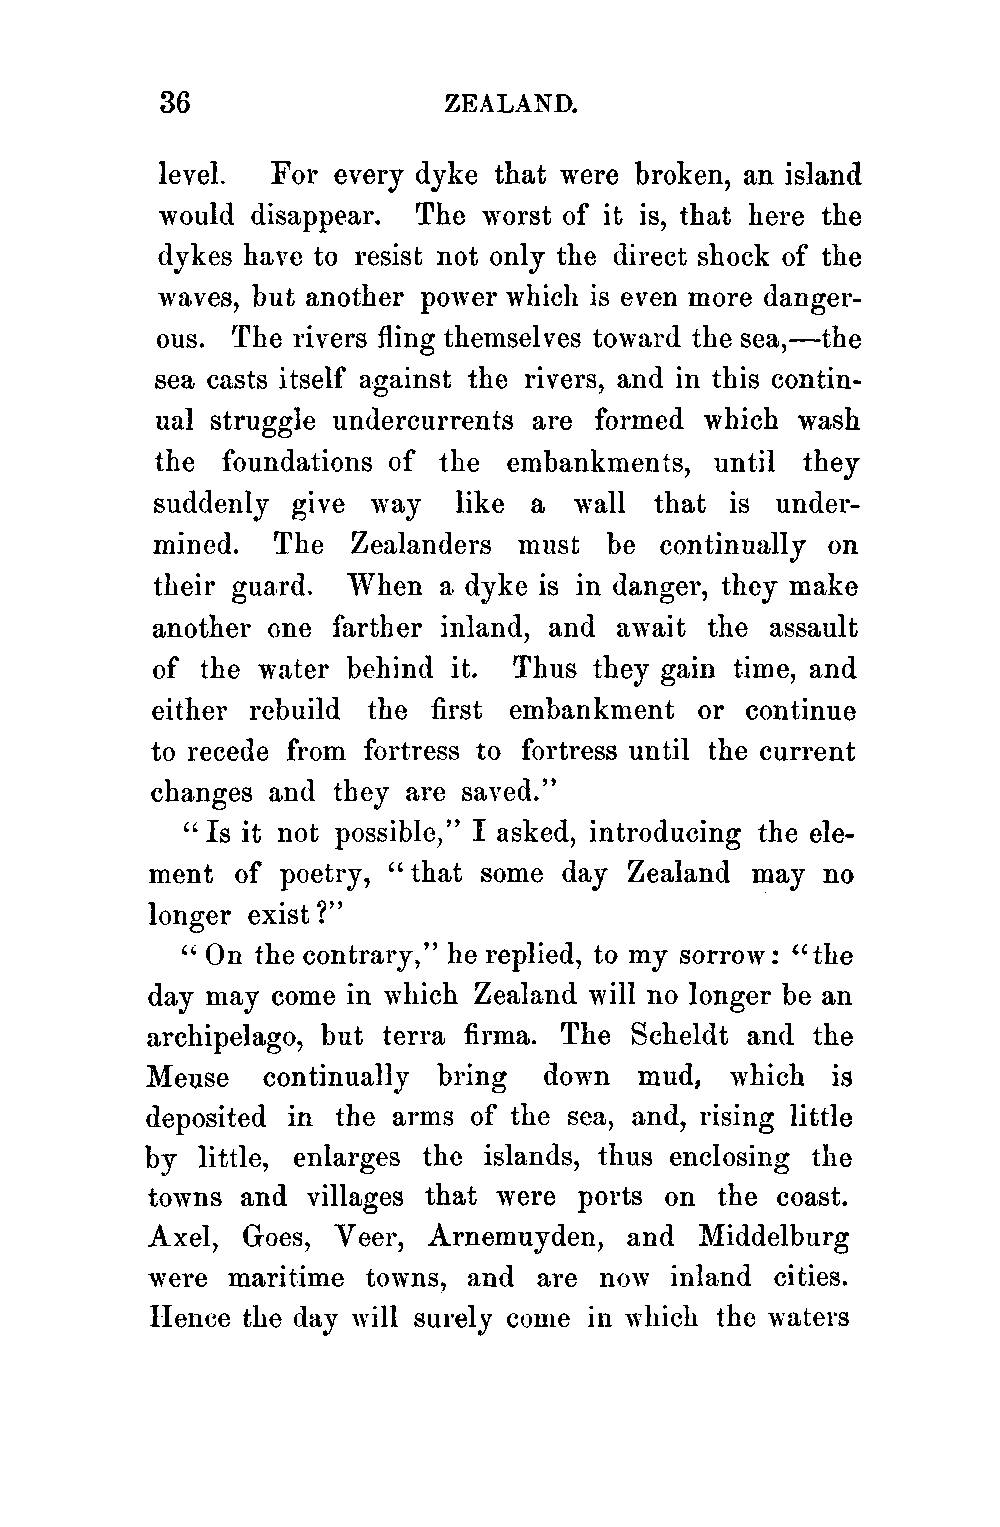 36 ZEALAND.
level. For every dyke that were broken, an island
would disappear. The worst of it is, that here the
dykes have to resist not only the direct shock of the
waves, but another power which is even more danger-
ous. The rivers fling themselves toward the sea,—the
sea casts itself against the rivers, and in this contin-
ual struggle undercurrents are formed which wash
the foundations of the embankments, until they
suddenly give way like a wall that is under-
mined. The Zealanders must be continually on
their guard. When a dyke is in danger, they make
another one farther inland, and await the assault
of the water behind it. Thus they gain time, and
either rebuild the first embankment or continue
to recede from fortress to fortress until the current
changes and they are saved."
"Is it not possible," I asked, introducing the ele-
ment of poetry, "that some day Zealand may no
longer exist?"
"On the contrary," he replied, to my sorrow: "the
day may come in which Zealand will no longer be an
archipelago, but terra firma. The Scheldt and the
Meuse continually bring down mud, which is
deposited in the arms of the sea, and, rising little
by little, enlarges the islands, thus enclosing the
towns and villages that were ports on the coast.
Axel, Goes, Veer, Arnemuyden, and Middelburg
were maritime towns, and are now inland cities.
Hence the day will surely come in which the waters